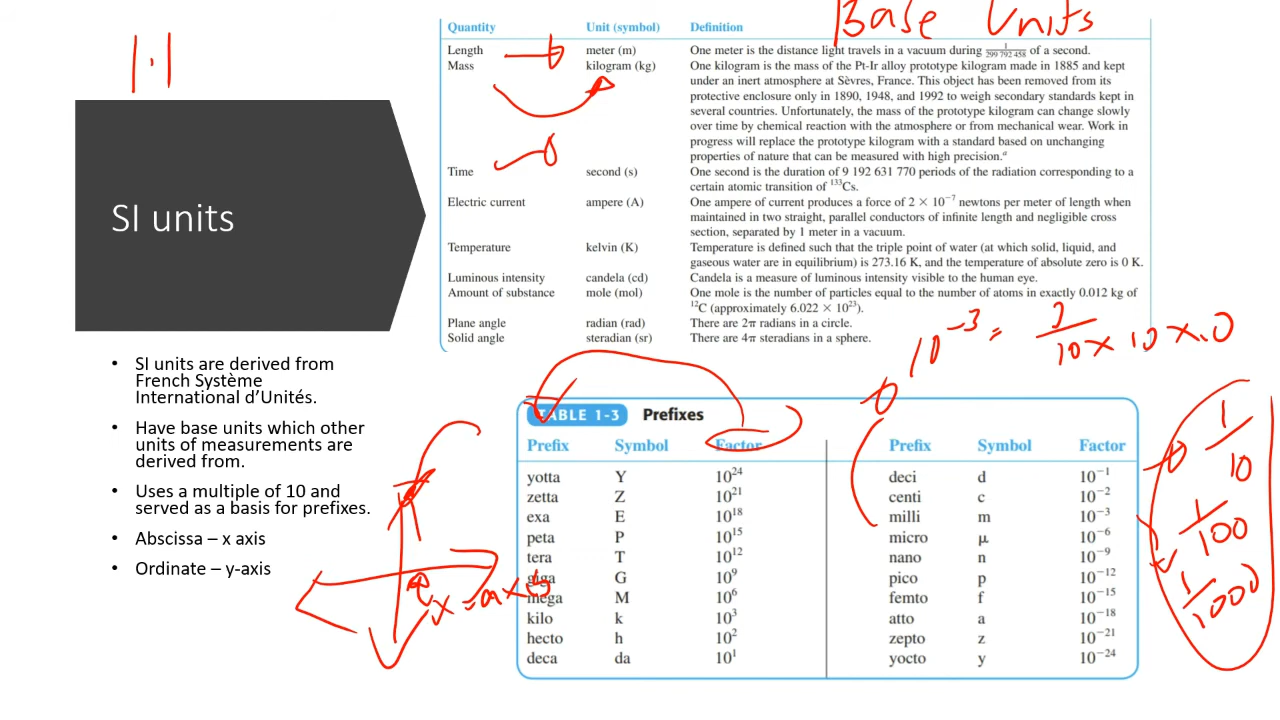 Base Units
1.1
Quantity Unit (symbol) Definition
Length meter (m) One meter is the distance light travels in a vacuum during 1/299 792 458 of a second.
Mass kilogram (kg) One kilogram is the mass of the Pt-Ir alloy prototype kilogram made in 1885 and kept
under an inert atmosphere at Sèvres, France. This object has been removed from its
protective enclosure only in 1890, 1948, and 1992 to weigh secondary standards kept in
several countries. Unfortunately, the mass of the prototype kilogram can change slowly
over time by chemical reaction with the atmosphere or from mechanical wear. Work in
progress will replace the prototype kilogram with a standard based on unchanging
properties of nature that can be measured with high precision.ᵃ
Time second (s) One second is the duration of 9 192 631 770 periods of the radiation corresponding to a
certain atomic transition of ¹³³Cs.
Electric current ampere (A) One ampere of current produces a force of 2 × 10⁻⁷ newtons per meter of length when
maintained in two straight, parallel conductors of infinite length and negligible cross
section, separated by 1 meter in a vacuum.
Temperature kelvin (K) Temperature is defined such that the triple point of water (at which solid, liquid, and
gaseous water are in equilibrium) is 273.16 K, and the temperature of absolute zero is 0 K.
Luminous intensity candela (cd) Candela is a measure of luminous intensity visible to the human eye.
Amount of substance mole (mol) One mole is the number of particles equal to the number of atoms in exactly 0.012 kg of
¹²C (approximately 6.022 × 10²³).
Plane angle radian (rad) There are 2π radians in a circle.
Solid angle steradian (sr) There are 4π steradians in a sphere.
SI units
• SI units are derived from
French Système
International d’Unités.
• Have base units which other
units of measurements are
derived from.
• Uses a multiple of 10 and
served as a basis for prefixes.
• Abscissa – x axis
• Ordinate – y-axis
x-axis
10⁻³ = 1/10 × 10 × 10
TABLE 1-3 Prefixes
Prefix Symbol Factor Prefix Symbol Factor
yotta Y 10²⁴ deci d 10⁻¹
zetta Z 10²¹ centi c 10⁻²
exa E 10¹⁸ milli m 10⁻³
peta P 10¹⁵ micro μ 10⁻⁶
tera T 10¹² nano n 10⁻⁹
giga G 10⁹ pico p 10⁻¹²
mega M 10⁶ femto f 10⁻¹⁵
kilo k 10³ atto a 10⁻¹⁸
hecto h 10² zepto z 10⁻²¹
deca da 10¹ yocto y 10⁻²⁴
1/10
1/100
1/1000